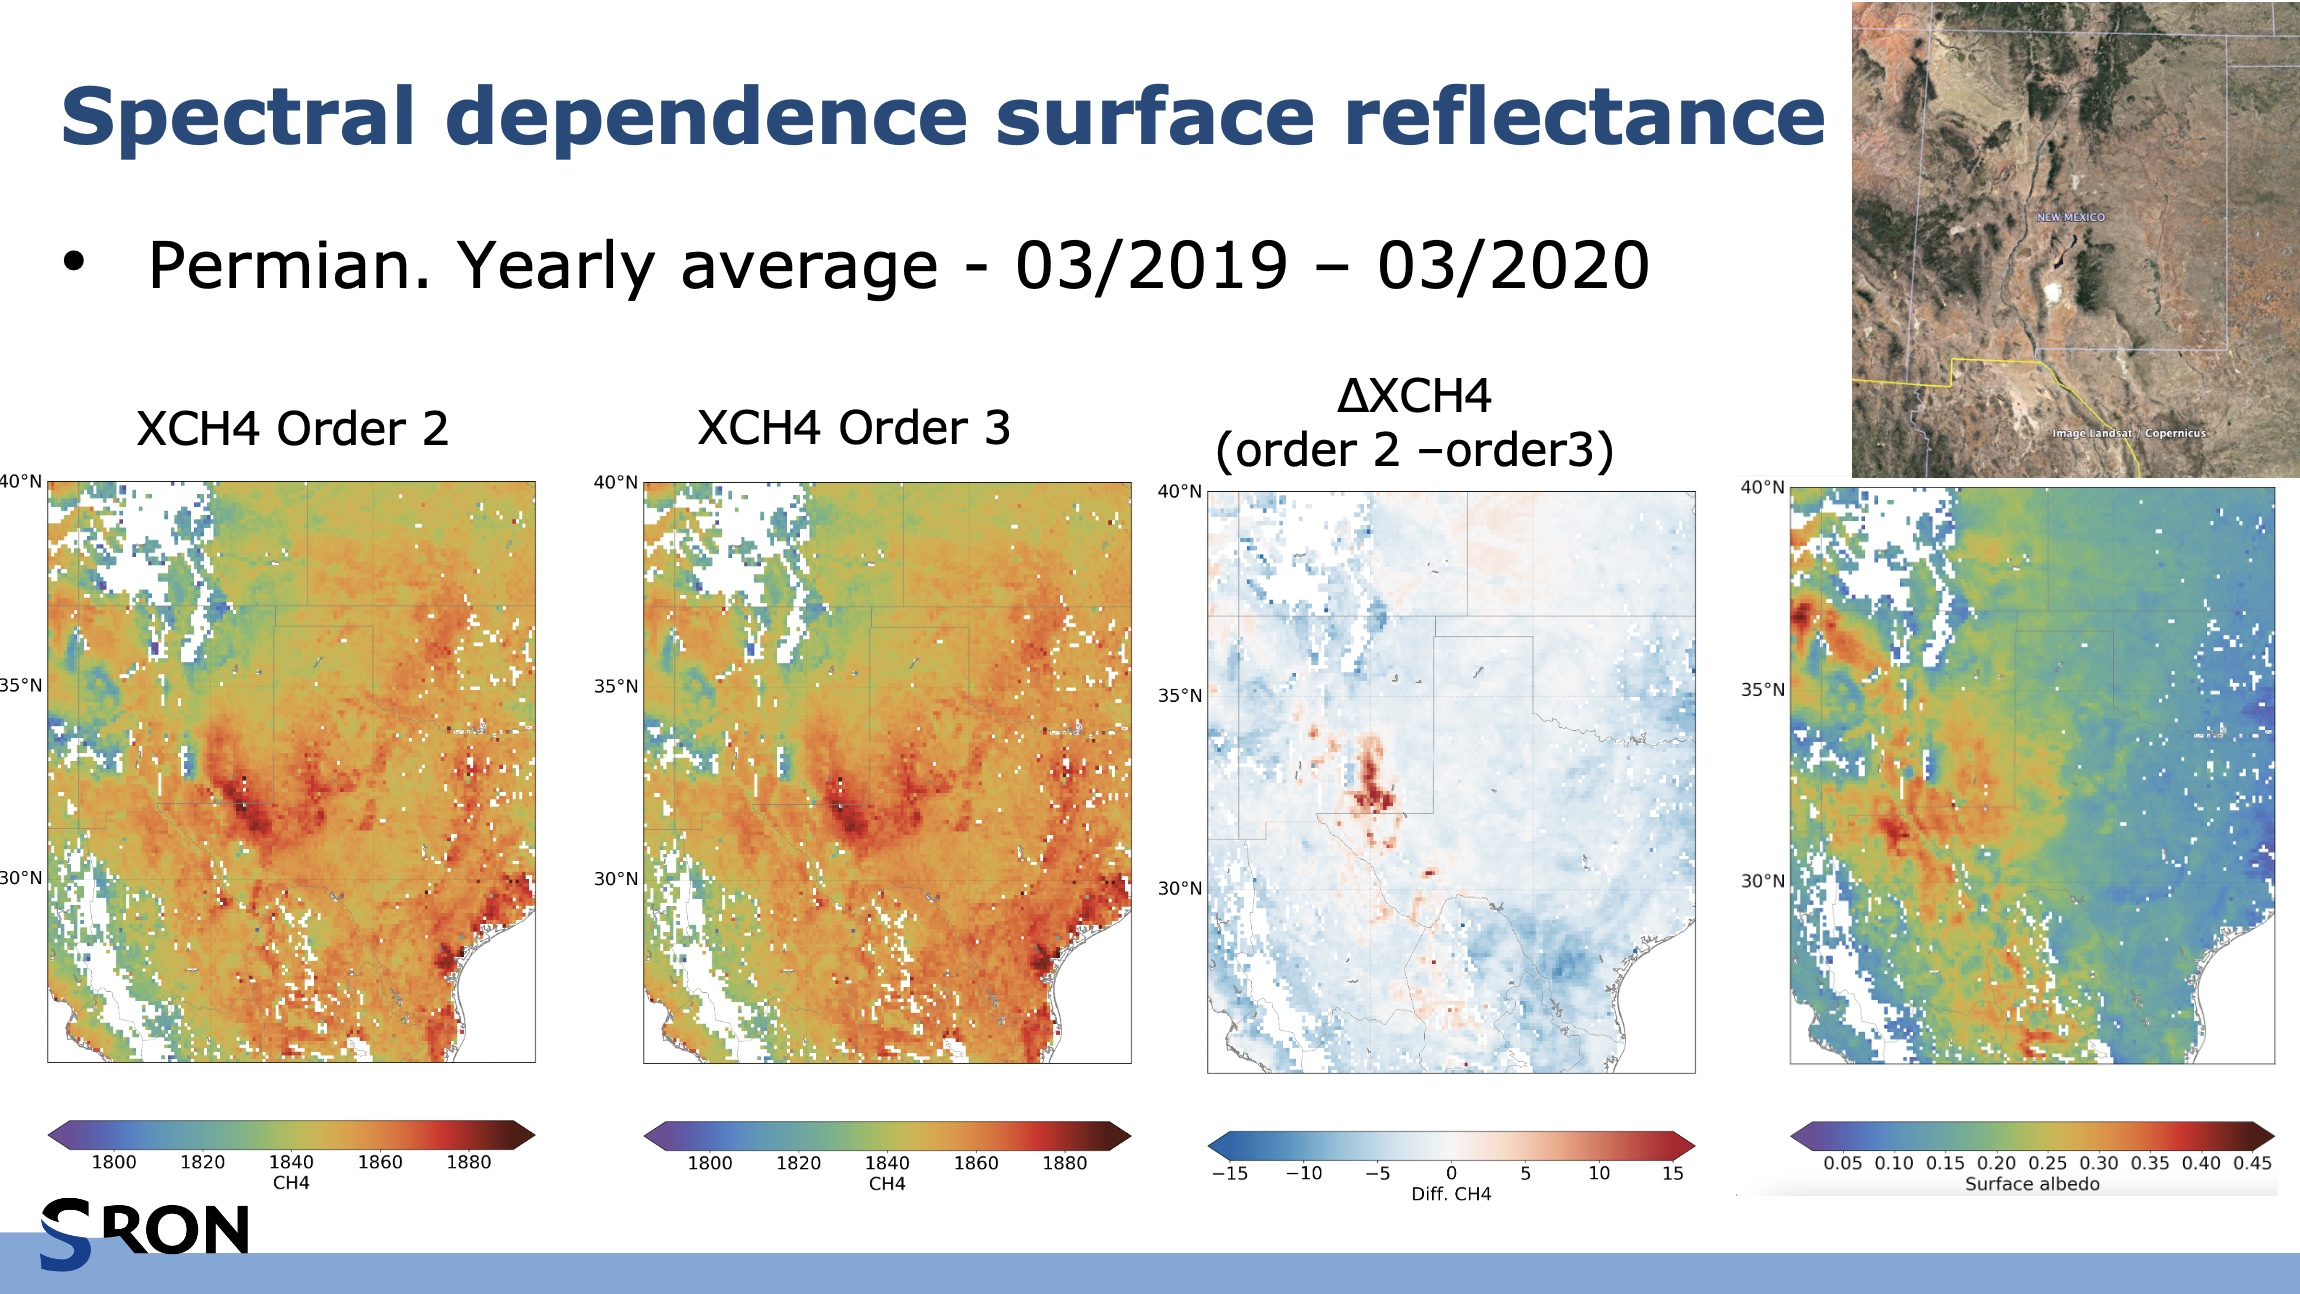 Spectral dependence surface reflectance
NEW MEXICO
Image Landsat / Copernicus
• Permian. Yearly average - 03/2019 – 03/2020
XCH4 Order 2
40°N
35°N
30°N
1800 1820 1840 1860 1880
CH4
XCH4 Order 3
40°N
35°N
30°N
1800 1820 1840 1860 1880
CH4
ΔXCH4
(order 2 –order3)
40°N
35°N
30°N
−15 −10 −5 0 5 10 15
Diff. CH4
40°N
35°N
30°N
0.05 0.10 0.15 0.20 0.25 0.30 0.35 0.40 0.45
Surface albedo
SRON